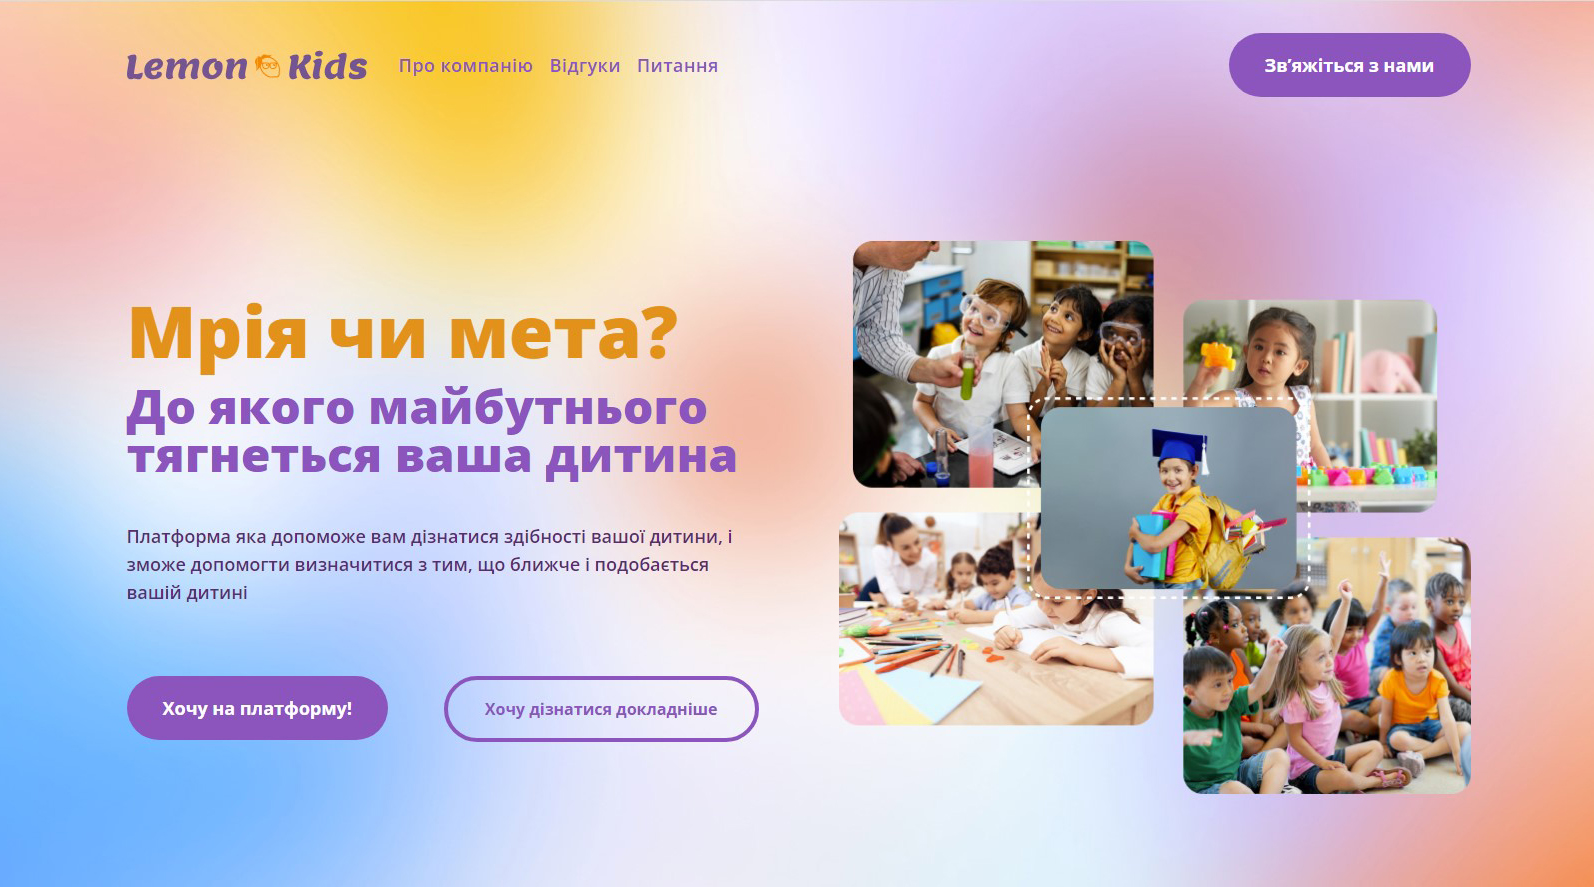 Lemon Kids
Про компанію
Відгуки
Питання
Зв’яжіться з нами
Мрія чи мета?
До якого майбутнього
тягнеться ваша дитина
Платформа яка допоможе вам дізнатися здібності вашої дитини, і
зможе допомогти визначитися з тим, що ближче і подобається
вашій дитині
Хочу на платформу!
Хочу дізнатися докладніше